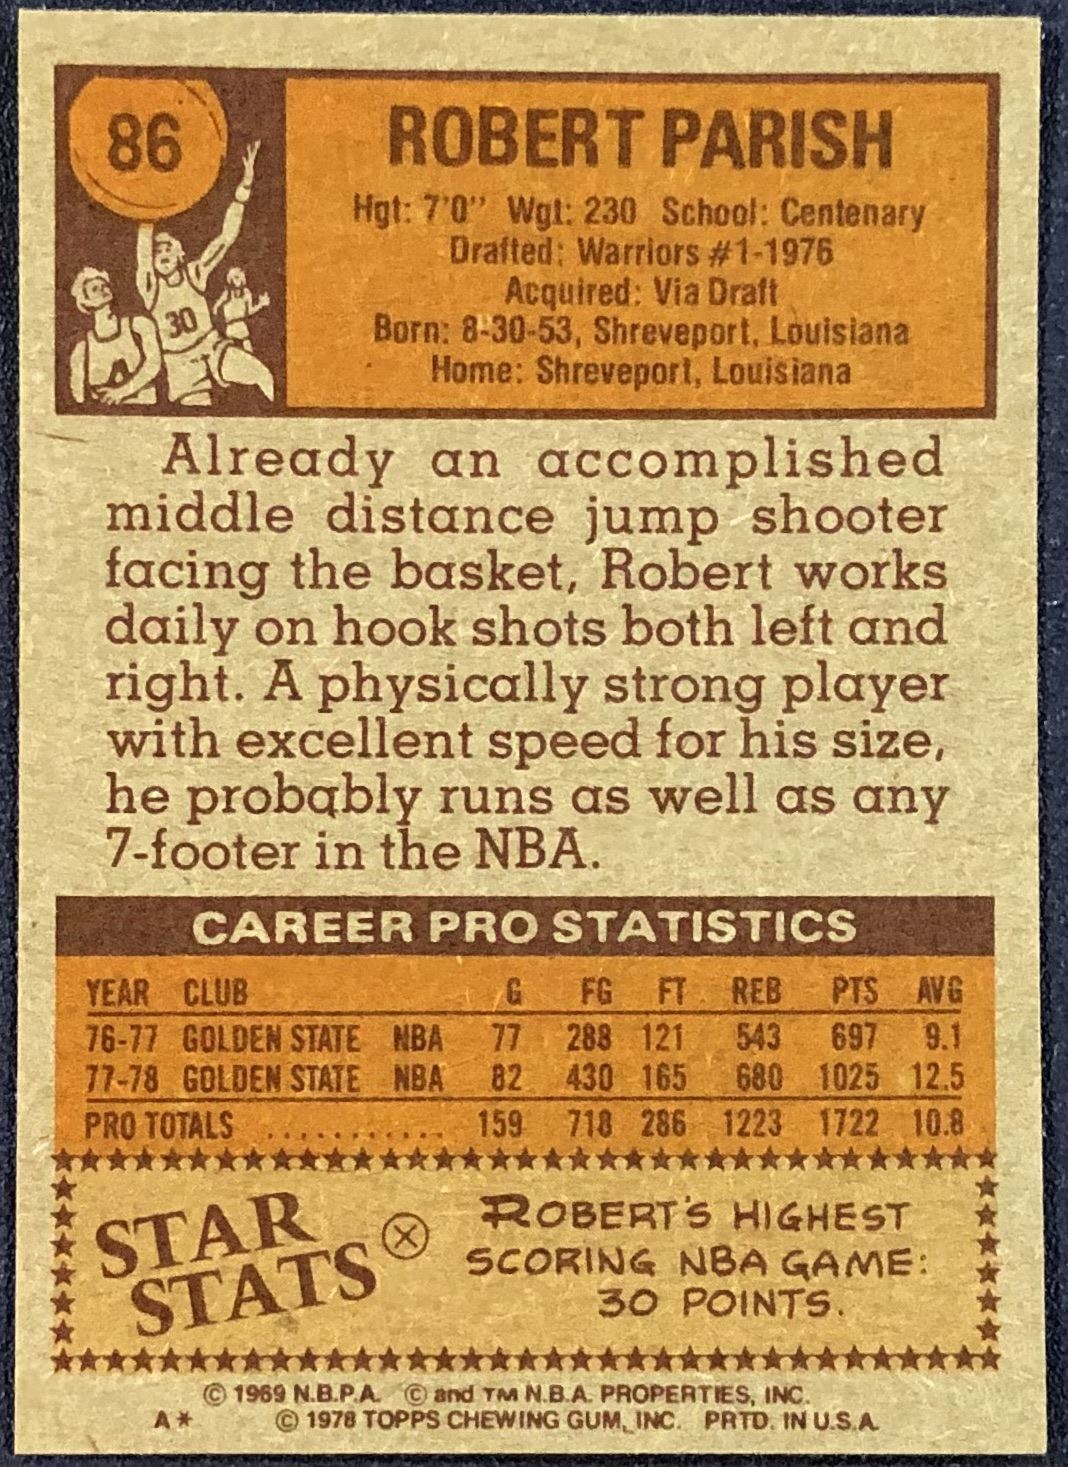 86
ROBERT PARISH
Hgt: 7'0" Wgt: 230 School: Centenary
Drafted: Warriors #1-1976
Acquired: Via Draft
Born: 8-30-53, Shreveport, Louisiana
Home: Shreveport, Louisiana
30
Already an accomplished
middle distance jump shooter
facing the basket, Robert works
daily on hook shots both left and
right. A physically strong player
with excellent speed for his size,
he probably runs as well as any
7-footer in the NBA.
CAREER PRO STATISTICS
YEAR CLUB G FG FT REB PTS AVG
76-77 GOLDEN STATE NBA 77 288 121 543 697 9.1
77-78 GOLDEN STATE NBA 82 430 165 680 1025 12.5
PRO TOTALS ........... 159 718 286 1223 1722 10.8
STAR
STATS
ROBERT'S HIGHEST
SCORING NBA GAME:
30 POINTS.
© 1969 N.B.P.A. © and TM N.B.A. PROPERTIES, INC.
A* © 1978 TOPPS CHEWING GUM, INC. PRTD. IN U.S.A.